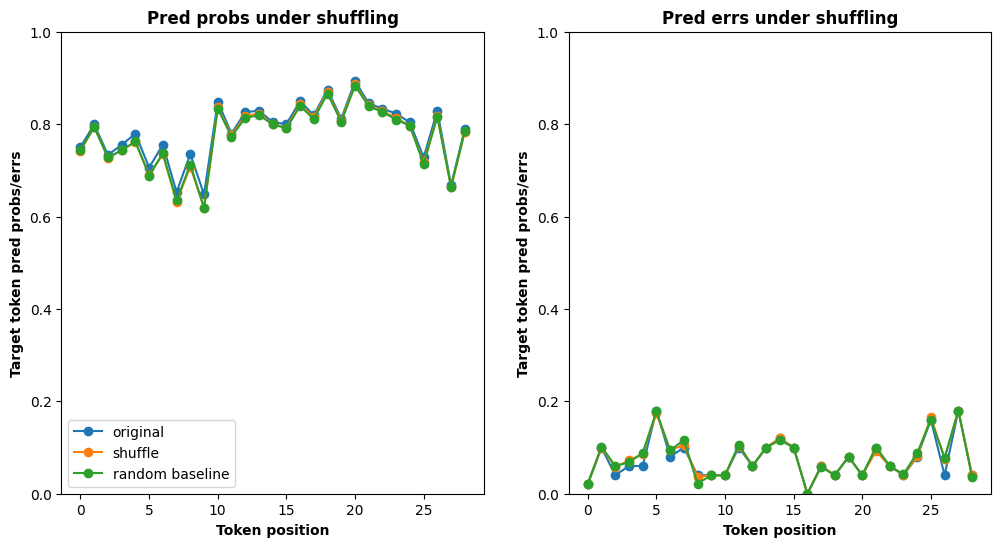 Pred probs under shuffling
Target token pred probs/errs
1.0
0.8
0.6
0.4
0.2
0.0
original
shuffle
random baseline
0 5 10 15 20 25
Token position
Pred errs under shuffling
Target token pred probs/errs
1.0
0.8
0.6
0.4
0.2
0.0
0 5 10 15 20 25
Token position